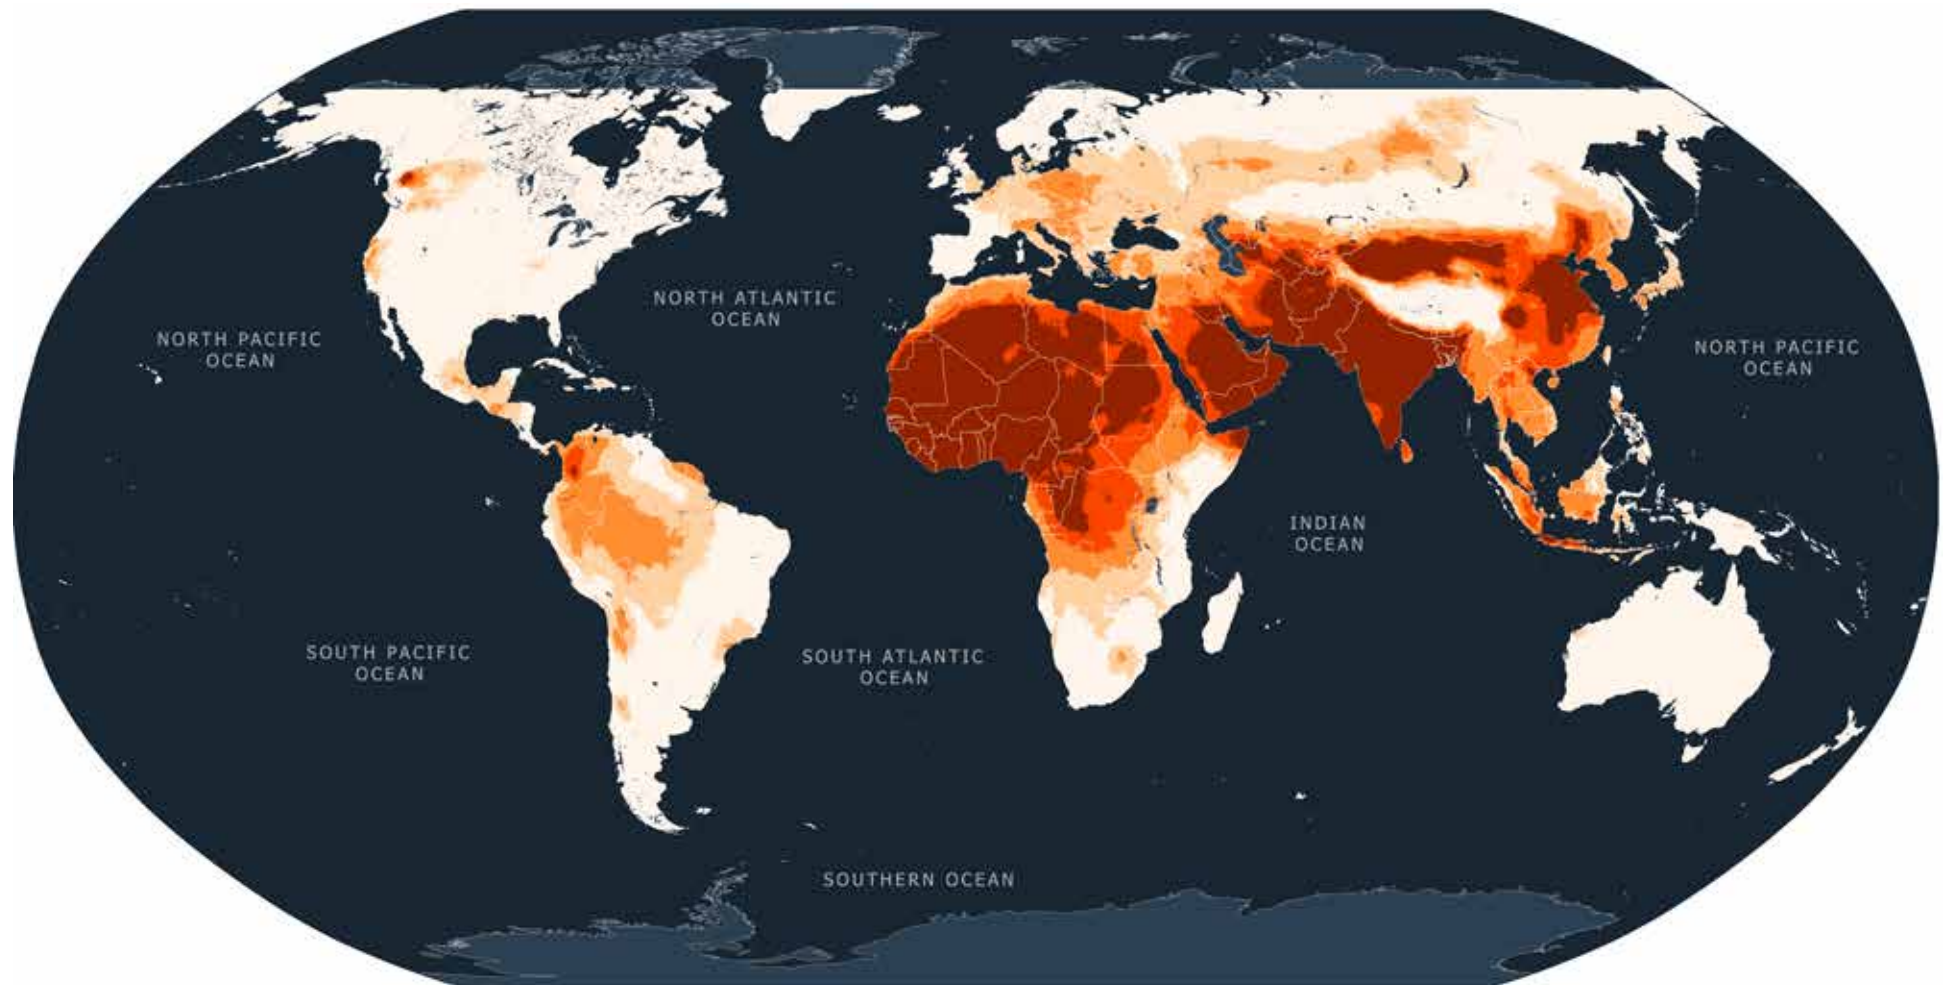 NORTH ATLANTIC
OCEAN
NORTH PACIFIC
OCEAN
NORTH PACIFIC
OCEAN
INDIAN
OCEAN
SOUTH PACIFIC
OCEAN
SOUTH ATLANTIC
OCEAN
SOUTHERN OCEAN